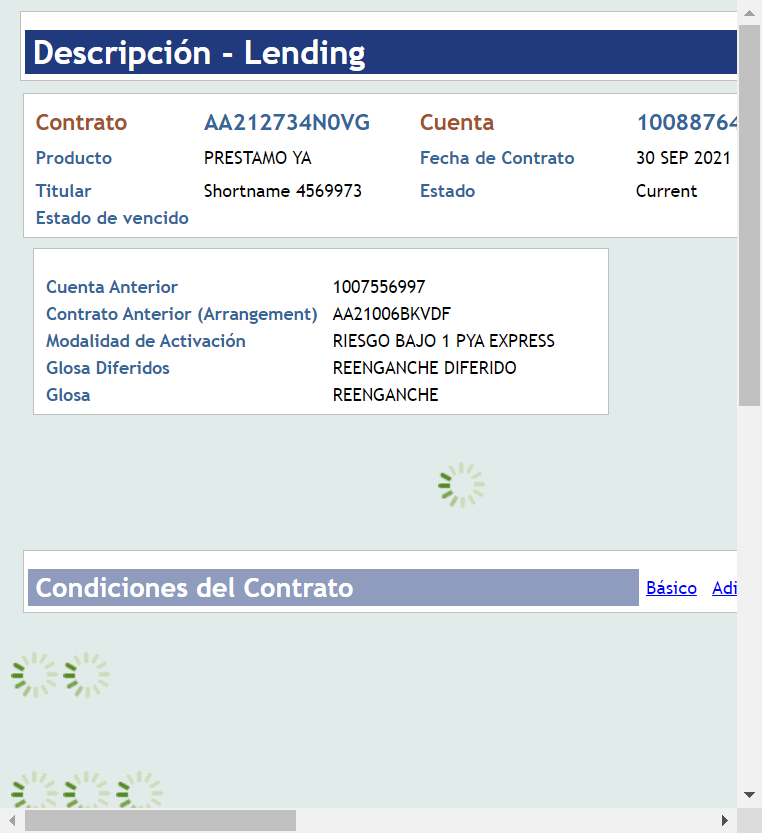 Descripción - Lending
Contrato AA212734N0VG Cuenta 10088764
Producto PRESTAMO YA Fecha de Contrato 30 SEP 2021
Titular Shortname 4569973 Estado Current
Estado de vencido
Cuenta Anterior 1007556997
Contrato Anterior (Arrangement) AA21006BKVDF
Modalidad de Activación RIESGO BAJO 1 PYA EXPRESS
Glosa Diferidos REENGANCHE DIFERIDO
Glosa REENGANCHE
Condiciones del Contrato Básico Adi